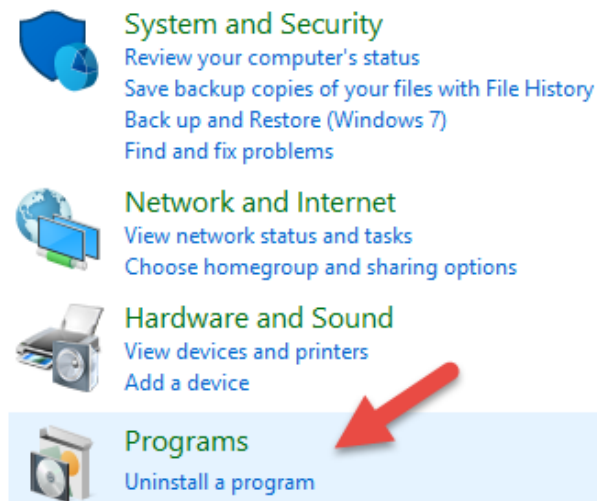 System and Security
Review your computer's status
Save backup copies of your files with File History
Back up and Restore (Windows 7)
Find and fix problems
Network and Internet
View network status and tasks
Choose homegroup and sharing options
Hardware and Sound
View devices and printers
Add a device
Programs
Uninstall a program